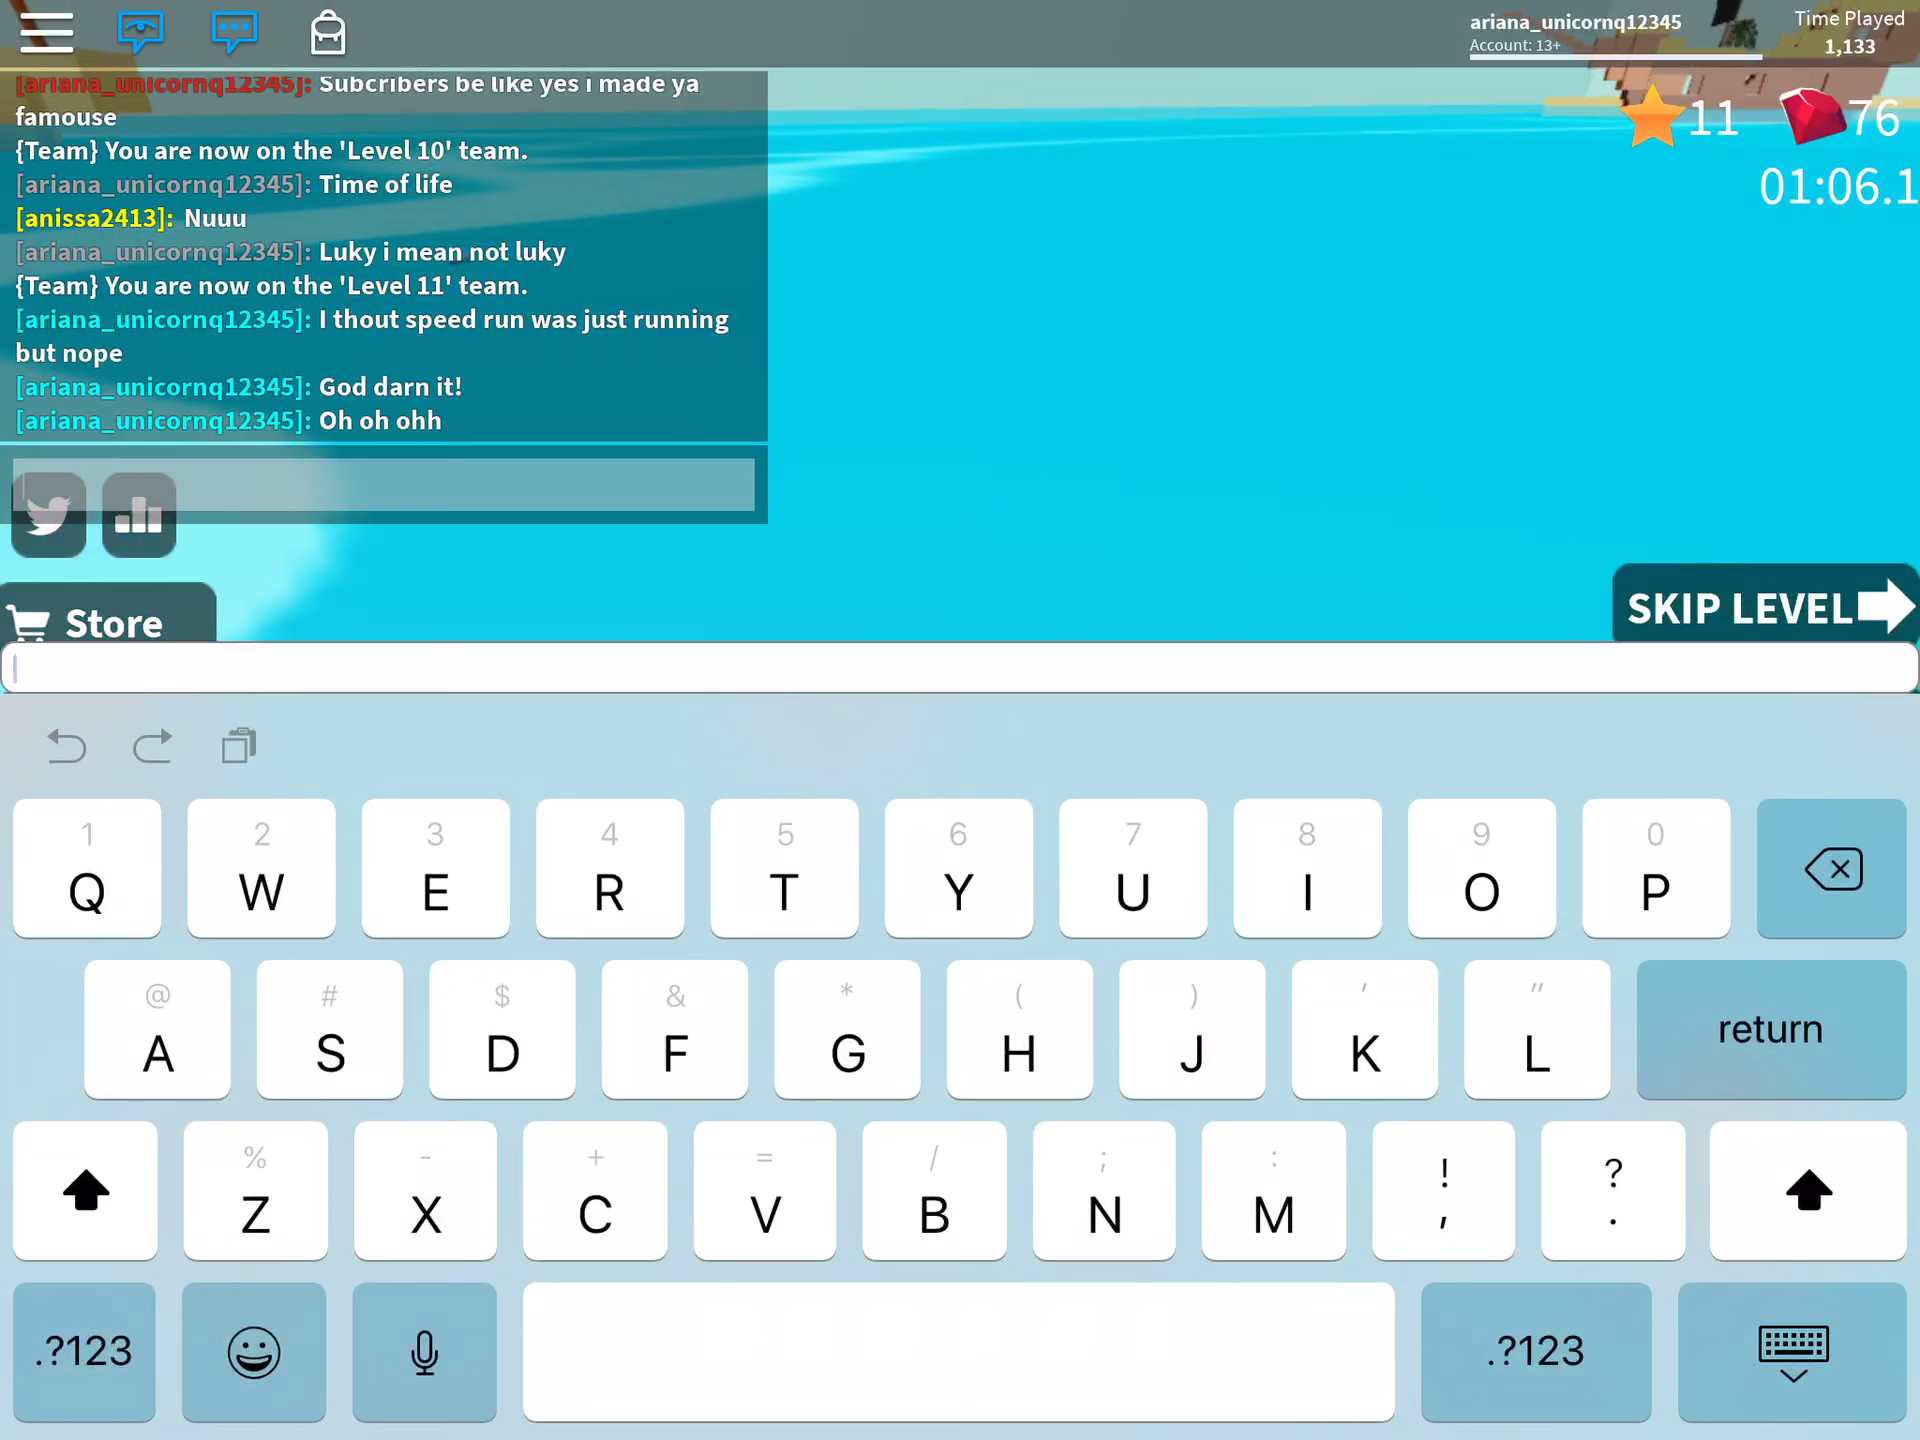 ariana_unicornq12345
Account: 13+
Time Played
1,133
[ariana_unicornq12345]: Subcribers be like yes i made ya
famouse
{Team} You are now on the 'Level 10' team.
[ariana_unicornq12345]: Time of life
[anissa2413]: Nuuu
[ariana_unicornq12345]: Luky i mean not luky
{Team} You are now on the 'Level 11' team.
[ariana_unicornq12345]: I thout speed run was just running
but nope
[ariana_unicornq12345]: God darn it!
[ariana_unicornq12345]: Oh oh ohh
11 76
01:06.1
Store
SKIP LEVEL
1 2 3 4 5 6 7 8 9 0
Q W E R T Y U I O P
@ # $ & * ( ) ' "
A S D F G H J K L return
% - + = / ; : ! ?
Z X C V B N M , .
.?123 .?123